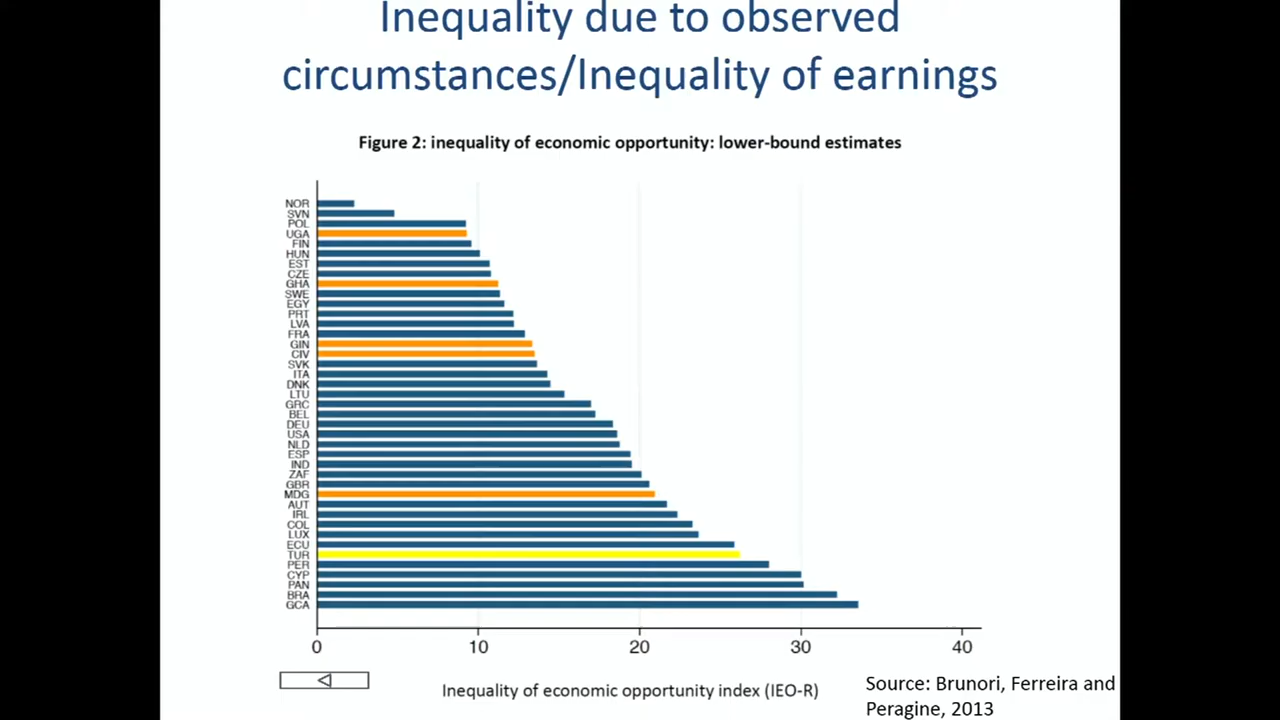 Inequality due to observed
circumstances/Inequality of earnings
Figure 2: inequality of economic opportunity: lower-bound estimates
NOR
SVN
POL
UGA
FIN
HUN
EST
CZE
GHA
SWE
EGY
PRT
LVA
FRA
GIN
CIV
SVK
ITA
DNK
LTU
GRC
BEL
DEU
USA
NLD
ESP
IND
ZAF
GBR
MDG
AUT
IRL
COL
LUX
ECU
TUR
PER
CYP
PAN
BRA
GCA
0 10 20 30 40
Inequality of economic opportunity index (IEO-R)
Source: Brunori, Ferreira and
Peragine, 2013